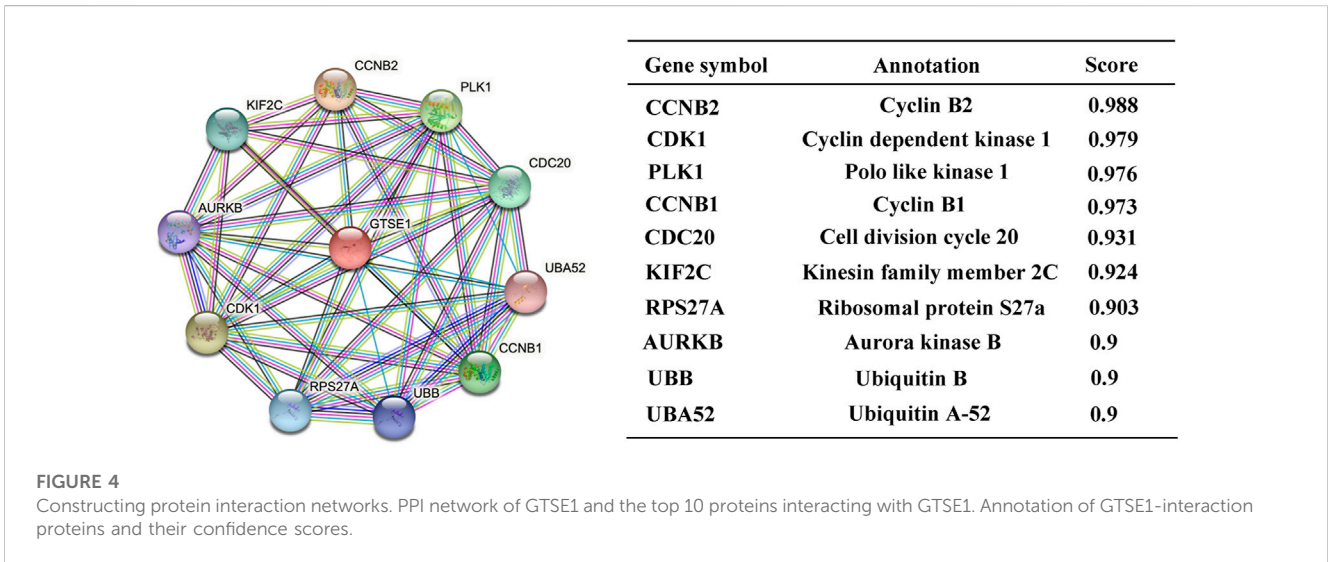 CCNB2
PLK1
KIF2C
CDC20
AURKB
GTSE1
UBA52
CDK1
CCNB1
RPS27A
UBB
Gene symbol Annotation Score
CCNB2 Cyclin B2 0.988
CDK1 Cyclin dependent kinase 1 0.979
PLK1 Polo like kinase 1 0.976
CCNB1 Cyclin B1 0.973
CDC20 Cell division cycle 20 0.931
KIF2C Kinesin family member 2C 0.924
RPS27A Ribosomal protein S27a 0.903
AURKB Aurora kinase B 0.9
UBB Ubiquitin B 0.9
UBA52 Ubiquitin A-52 0.9
FIGURE 4
Constructing protein interaction networks. PPI network of GTSE1 and the top 10 proteins interacting with GTSE1. Annotation of GTSE1-interaction
proteins and their confidence scores.